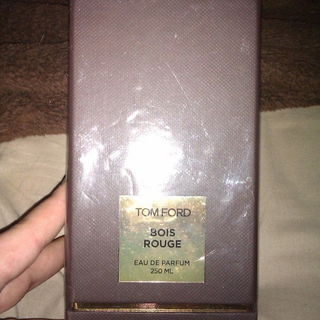 TOM FORD
BOIS
ROUGE
EAU DE PARFUM
250 ML